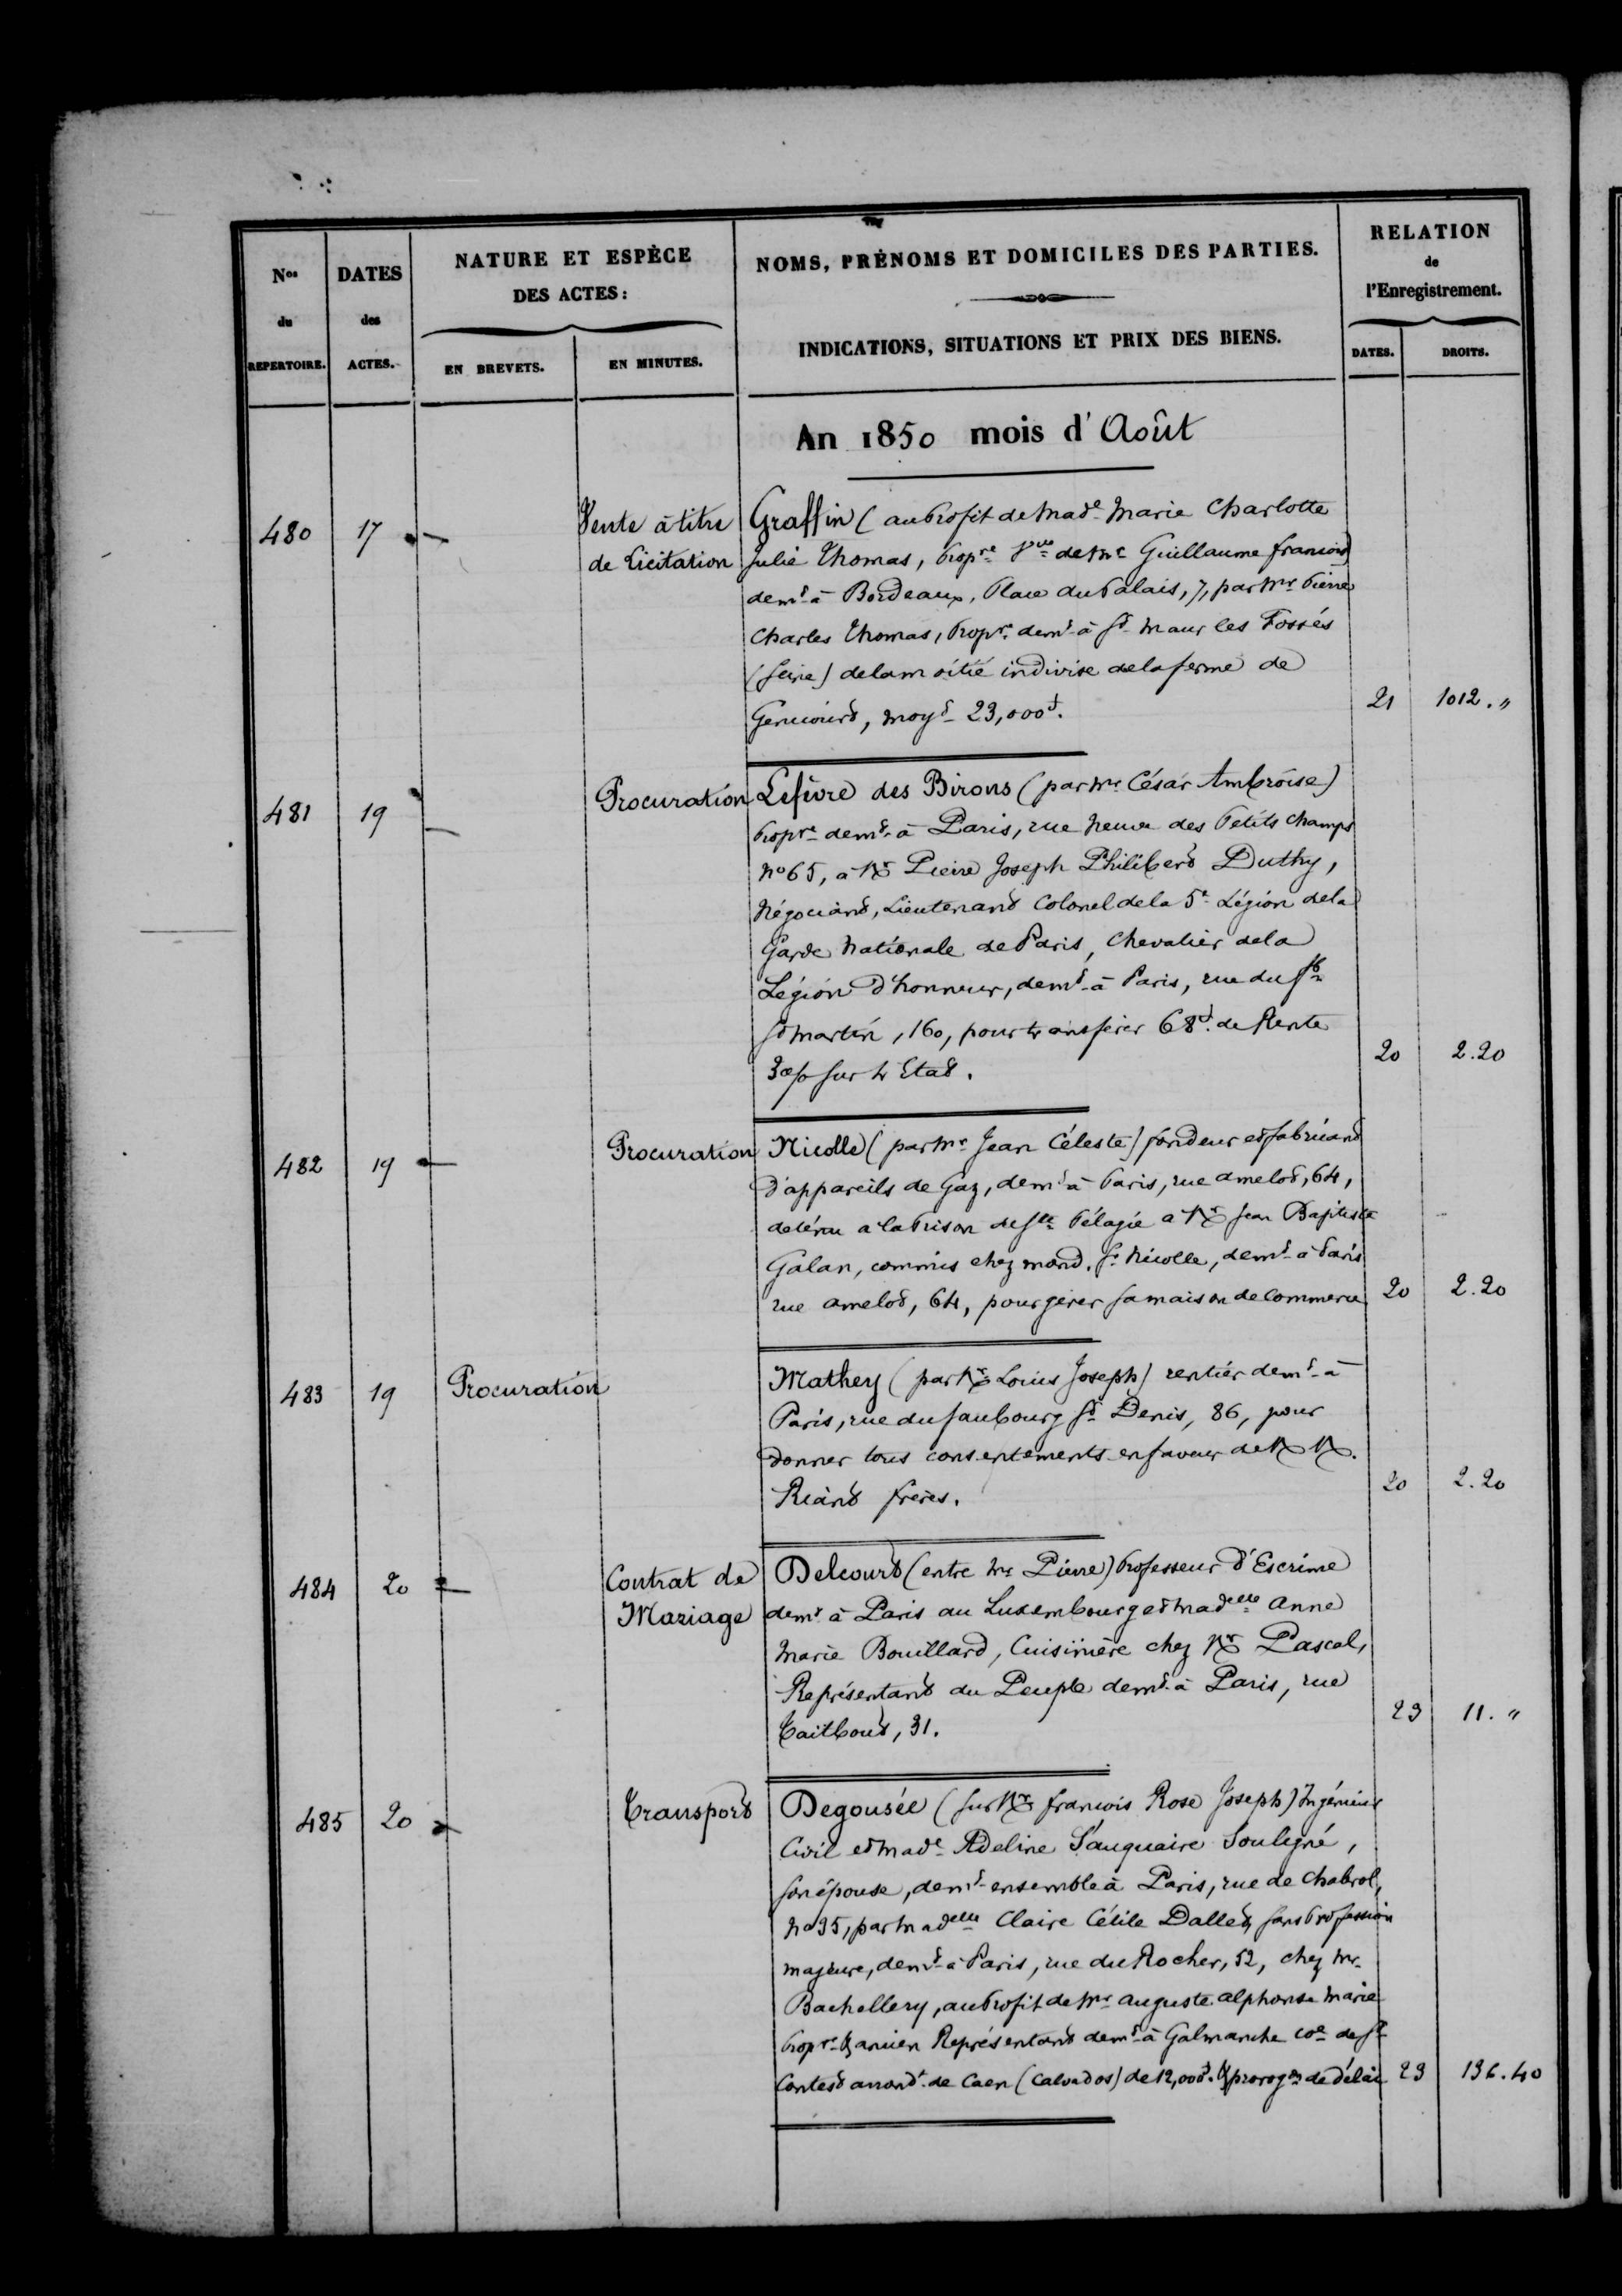 Nos du REPERTOIRE.
DATES des ACTES.
NATURE ET ESPÈCE DES ACTES:
EN BREVETS.
EN MINUTES.
NOMS, PRÉNOMS ET DOMICILES DES PARTIES.
INDICATIONS, SITUATIONS ET PRIX DES BIENS.
RELATION de l'Enregistrement.
DATES.
DROITS.
An 1850 mois d'Août
480 17 — Vente à titre de Licitation
Graffin (au Profit de Made Marie Charlotte
Julie Thomas, Propre Vve de Mr Guillaume françois)
demt à Bordeaux, Place du Palais, 7, par Mr Pierre
Charles Thomas, Propre demt à St Maur les Fossés
(Seine) de la moitié indivise de la ferme de
moyt 23,000f. 21 1012.„
481 19 — Procuration
Lefèvre des Birons (par Mr César Ambroise)
Propre demt à Paris, rue Neuve des Petits Champs
No 65, à Mr Pierre Joseph Philibert Duthy,
Négociant, Lieutenant Colonel de la 5e Légion de la
Garde Nationale de Paris, Chevalier de la
Légion d'honneur, demt à Paris, rue du fb
St Martin, 160, pour transférer 68f. de Rente
3 o/o sur l'Etat. 20 2.20
482 19 — Procuration
Nicolle (par Mr Jean Céleste) fondeur et fabricant
d'appareils de Gaz, demt à Paris, rue amelot, 64,
detenu à la Prison de Ste Pélagie à Mr Jean Baptiste
Galan, commis chez mond. Sr Nicolle, demt à Paris
rue amelot, 64, pour gérer sa maison de Commerce 20 2.20
483 19 Procuration
Mathey (par Mr Louis Joseph) rentier demt à
Paris, rue du faubourg St Denis, 86, pour
donner tous consentements en faveur de M M.
Riant frères. 20 2.20
484 20 — Contrat de Mariage
Delcourt (entre Mr Pierre) Professeur d'Escrime
demt à Paris au Luxembourg et Madelle Anne
Marie Bouillard, Cuisinière chez Mr Pascal,
Représentant du Peuple demt à Paris, rue
Taitbout, 31. 23 11.„
485 20 — Transport
Degousée (sur Mr françois Rose Joseph) Ingénieur
Civil et Made Adeline Sauquaire Souligné,
son épouse, demt ensemble à Paris, rue de Chabrol,
No 35, par Madelle Claire Cécile Dallet, sans Profession
majeure, demt à Paris, rue du Rocher, 52, chez Mr
Bachellery, au Profit de Mr Auguste Alphonse Marie
Propre & ancien Représentant demt à Galmanche Cne de St
Contest arrondt de Caen (Calvados) de 12,000f. & prorogon de délai 23 136.40